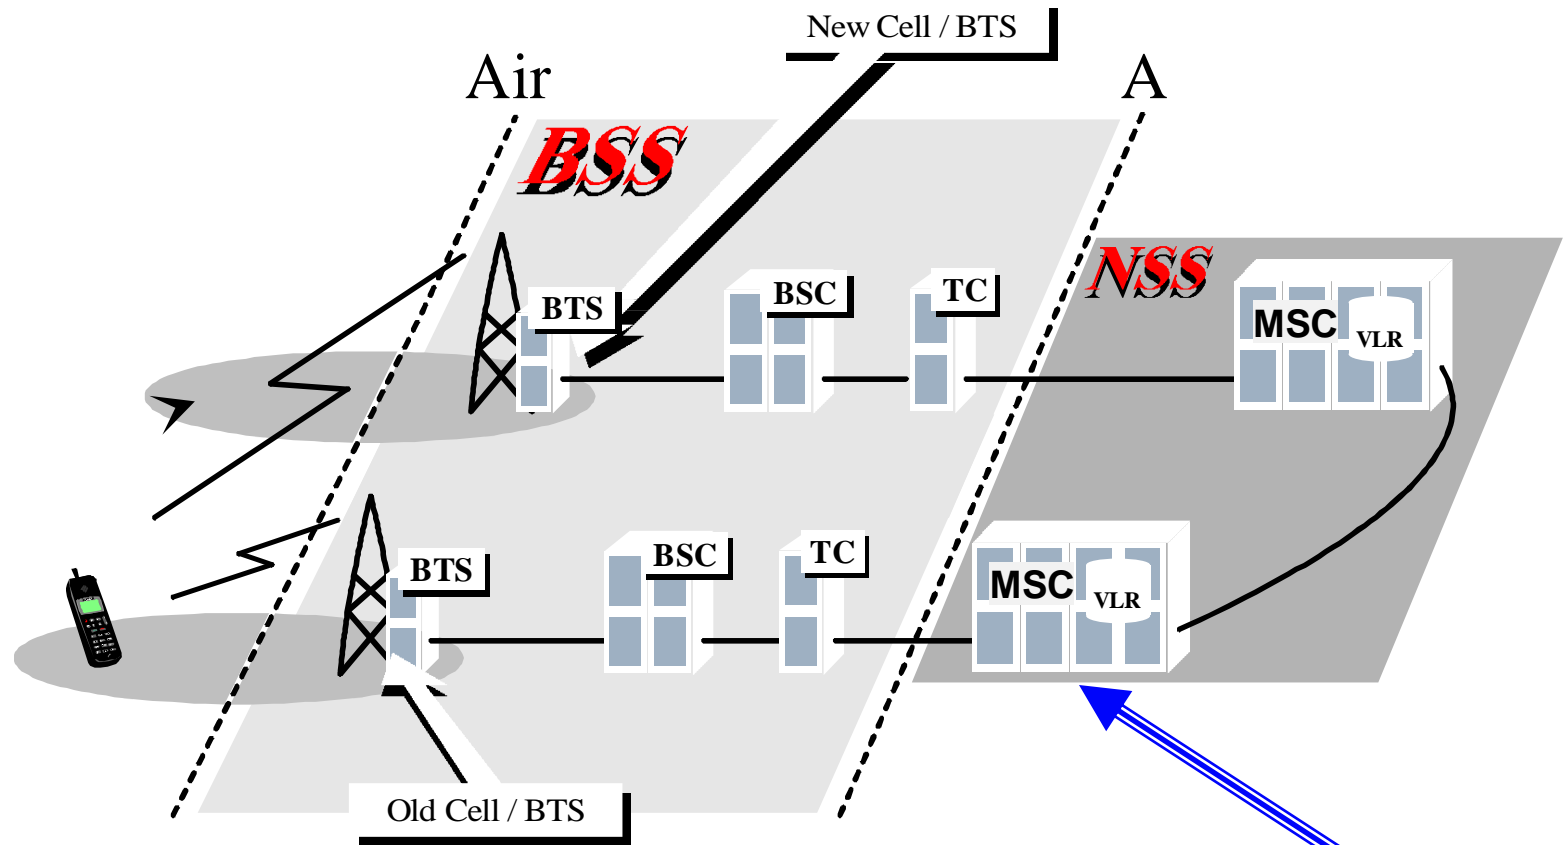 New Cell / BTS
Air
A
BSS
NSS
BTS
BSC
TC
MSC
VLR
BTS
BSC
TC
MSC
VLR
Old Cell / BTS